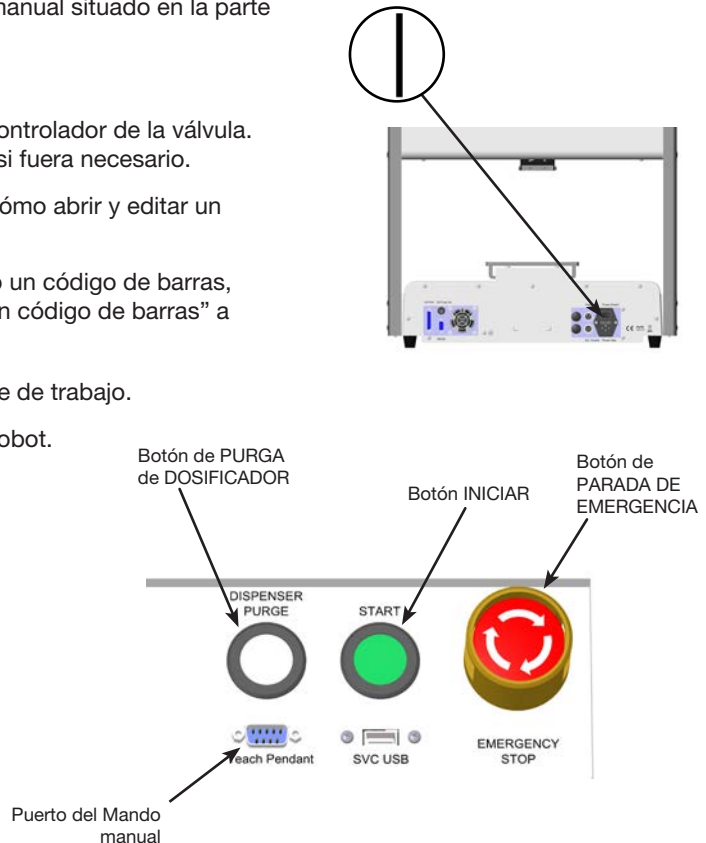 manual situado en la parte
ontrolador de la válvula.
si fuera necesario.
ómo abrir y editar un
o un código de barras,
n código de barras” a
e de trabajo.
obot.
Botón de PURGA
de DOSIFICADOR
Botón INICIAR
Botón de
PARADA DE
EMERGENCIA
DISPENSER
PURGE
START
Teach Pendant
SVC USB
EMERGENCY
STOP
Puerto del Mando
manual